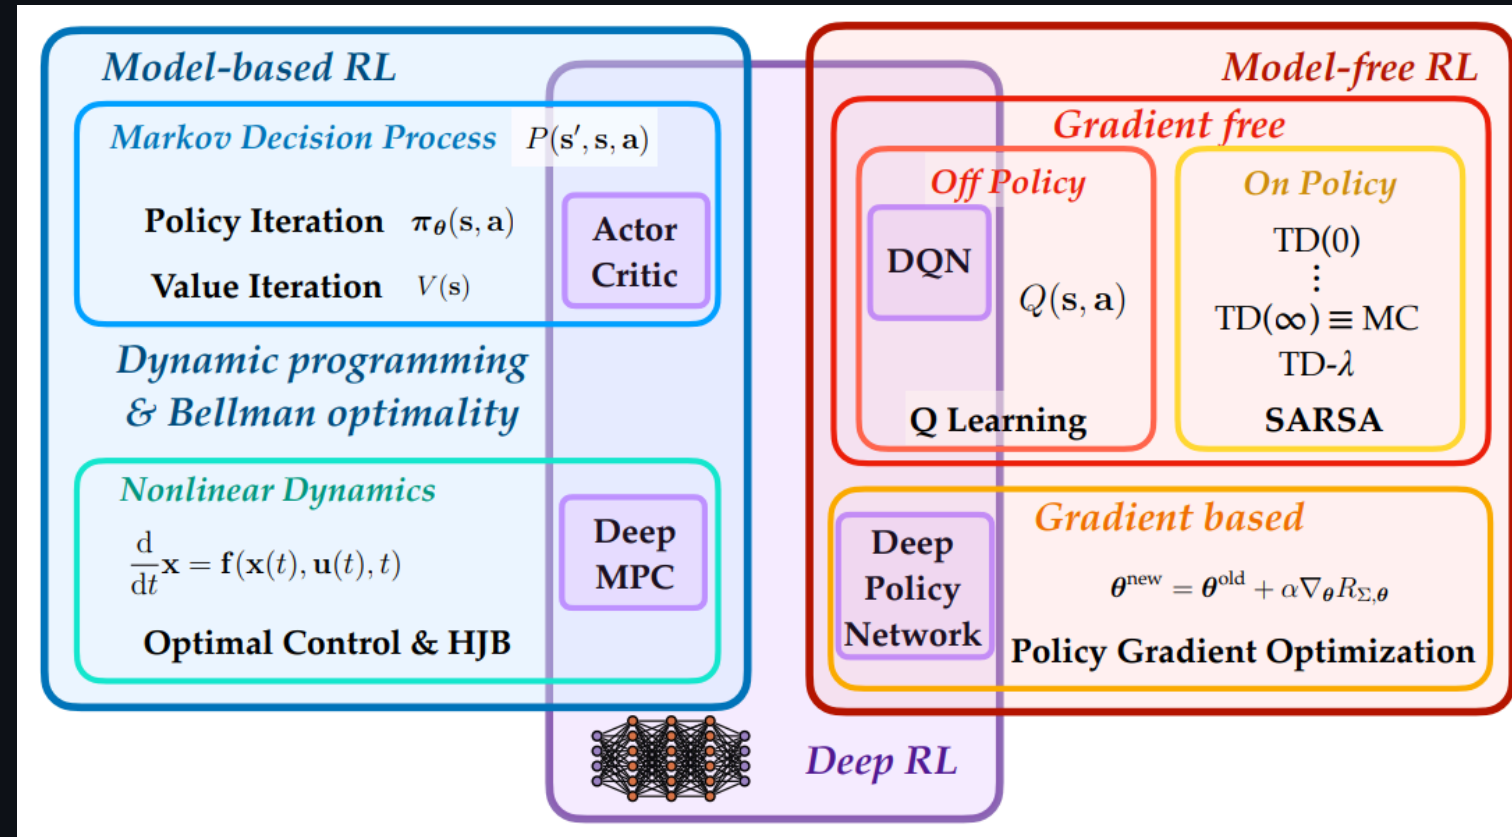 Model-based RL
Markov Decision Process P(s′, s, a)
Policy Iteration π_θ(s, a)
Value Iteration V(s)
Actor
Critic
Dynamic programming
& Bellman optimality
Nonlinear Dynamics
d/dt x = f(x(t), u(t), t)
Optimal Control & HJB
Deep
MPC
Model-free RL
Gradient free
Off Policy
DQN
Q(s, a)
Q Learning
On Policy
TD(0)
⋮
TD(∞) ≡ MC
TD-λ
SARSA
Gradient based
Deep
Policy
Network
θ^new = θ^old + α∇_θ R_Σ,θ
Policy Gradient Optimization
Deep RL